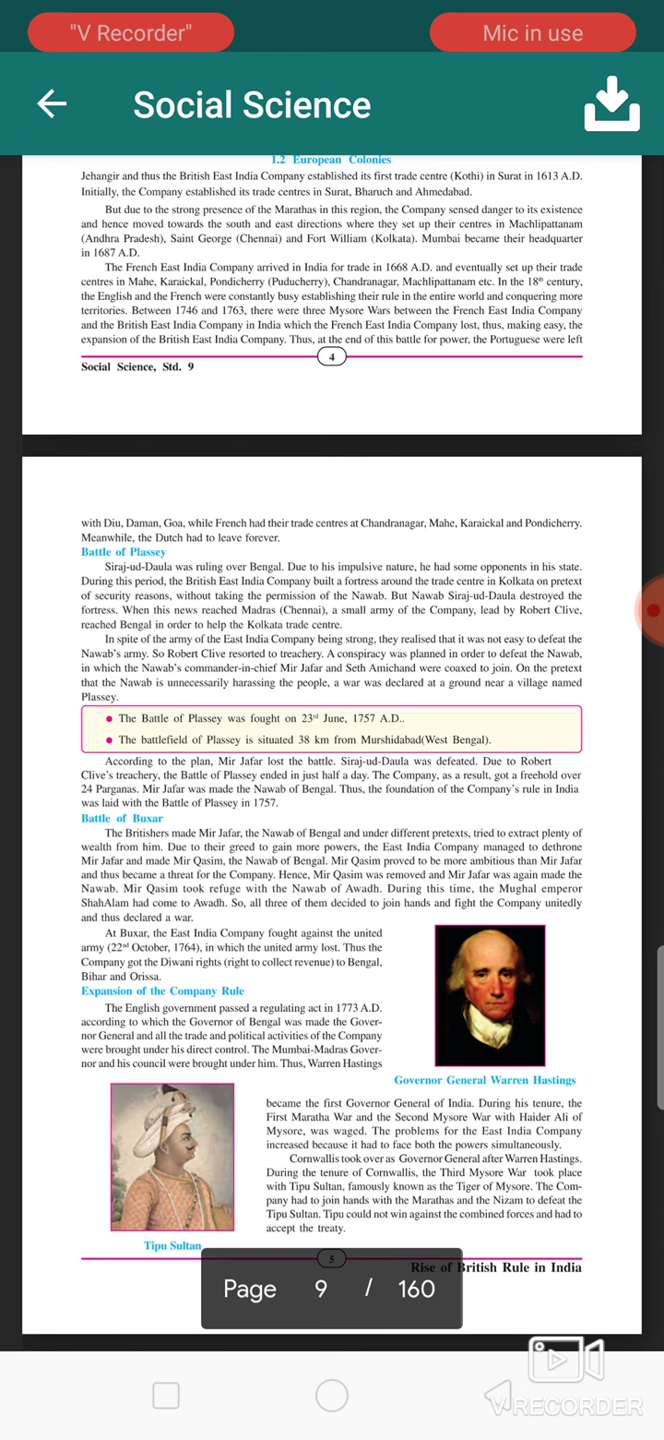 "V Recorder"
Mic in use
Social Science
1.2 European Colonies
Jehangir and thus the British East India Company established its first trade centre (Kothi) in Surat in 1613 A.D.
Initially, the Company established its trade centres in Surat, Bharuch and Ahmedabad.
But due to the strong presence of the Marathas in this region, the Company sensed danger to its existence
and hence moved towards the south and east directions where they set up their centres in Machlipattanam
(Andhra Pradesh), Saint George (Chennai) and Fort William (Kolkata). Mumbai became their headquarter
in 1687 A.D.
The French East India Company arrived in India for trade in 1668 A.D. and eventually set up their trade
centres in Mahe, Karaickal, Pondicherry (Puducherry), Chandranagar, Machlipattanam etc. In the 18th century,
the English and the French were constantly busy establishing their rule in the entire world and conquering more
territories. Between 1746 and 1763, there were three Mysore Wars between the French East India Company
and the British East India Company in India which the French East India Company lost, thus, making easy, the
expansion of the British East India Company. Thus, at the end of this battle for power, the Portuguese were left
4
Social Science, Std. 9
with Diu, Daman, Goa, while French had their trade centres at Chandranagar, Mahe, Karaickal and Pondicherry.
Meanwhile, the Dutch had to leave forever.
Battle of Plassey
Siraj-ud-Daula was ruling over Bengal. Due to his impulsive nature, he had some opponents in his state.
During this period, the British East India Company built a fortress around the trade centre in Kolkata on pretext
of security reasons, without taking the permission of the Nawab. But Nawab Siraj-ud-Daula destroyed the
fortress. When this news reached Madras (Chennai), a small army of the Company, lead by Robert Clive,
reached Bengal in order to help the Kolkata trade centre.
In spite of the army of the East India Company being strong, they realised that it was not easy to defeat the
Nawab's army. So Robert Clive resorted to treachery. A conspiracy was planned in order to defeat the Nawab,
in which the Nawab's commander-in-chief Mir Jafar and Seth Amichand were coaxed to join. On the pretext
that the Nawab is unnecessarily harassing the people, a war was declared at a ground near a village named
Plassey.
● The Battle of Plassey was fought on 23rd June, 1757 A.D..
● The battlefield of Plassey is situated 38 km from Murshidabad(West Bengal).
According to the plan, Mir Jafar lost the battle. Siraj-ud-Daula was defeated. Due to Robert
Clive's treachery, the Battle of Plassey ended in just half a day. The Company, as a result, got a freehold over
24 Parganas. Mir Jafar was made the Nawab of Bengal. Thus, the foundation of the Company's rule in India
was laid with the Battle of Plassey in 1757.
Battle of Buxar
The Britishers made Mir Jafar, the Nawab of Bengal and under different pretexts, tried to extract plenty of
wealth from him. Due to their greed to gain more powers, the East India Company managed to dethrone
Mir Jafar and made Mir Qasim, the Nawab of Bengal. Mir Qasim proved to be more ambitious than Mir Jafar
and thus became a threat for the Company. Hence, Mir Qasim was removed and Mir Jafar was again made the
Nawab. Mir Qasim took refuge with the Nawab of Awadh. During this time, the Mughal emperor
ShahAlam had come to Awadh. So, all three of them decided to join hands and fight the Company unitedly
and thus declared a war.
At Buxar, the East India Company fought against the united
army (22nd October, 1764), in which the united army lost. Thus the
Company got the Diwani rights (right to collect revenue) to Bengal,
Bihar and Orissa.
Expansion of the Company Rule
The English government passed a regulating act in 1773 A.D.
according to which the Governor of Bengal was made the Gover-
nor General and all the trade and political activities of the Company
were brought under his direct control. The Mumbai-Madras Gover-
nor and his council were brought under him. Thus, Warren Hastings
Governor General Warren Hastings
became the first Governor General of India. During his tenure, the
First Maratha War and the Second Mysore War with Haider Ali of
Mysore, was waged. The problems for the East India Company
increased because it had to face both the powers simultaneously.
Cornwallis took over as Governor General after Warren Hastings.
During the tenure of Cornwallis, the Third Mysore War took place
with Tipu Sultan, famously known as the Tiger of Mysore. The Com-
pany had to join hands with the Marathas and the Nizam to defeat the
Tipu Sultan. Tipu could not win against the combined forces and had to
accept the treaty.
Tipu Sultan
5
Rise of British Rule in India
Page 9 / 160
V RECORDER